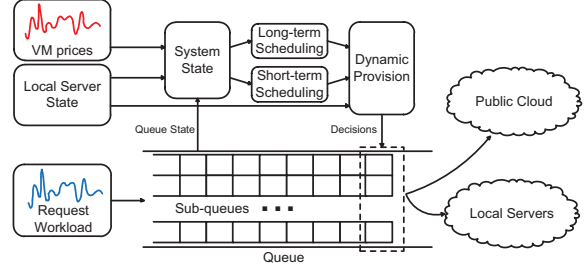 VM prices
Local Server
State
System
State
Long-term
Scheduling
Short-term
Scheduling
Dynamic
Provision
Queue State
Decisions
Public Cloud
Request
Workload
Sub-queues
Local Servers
Queue